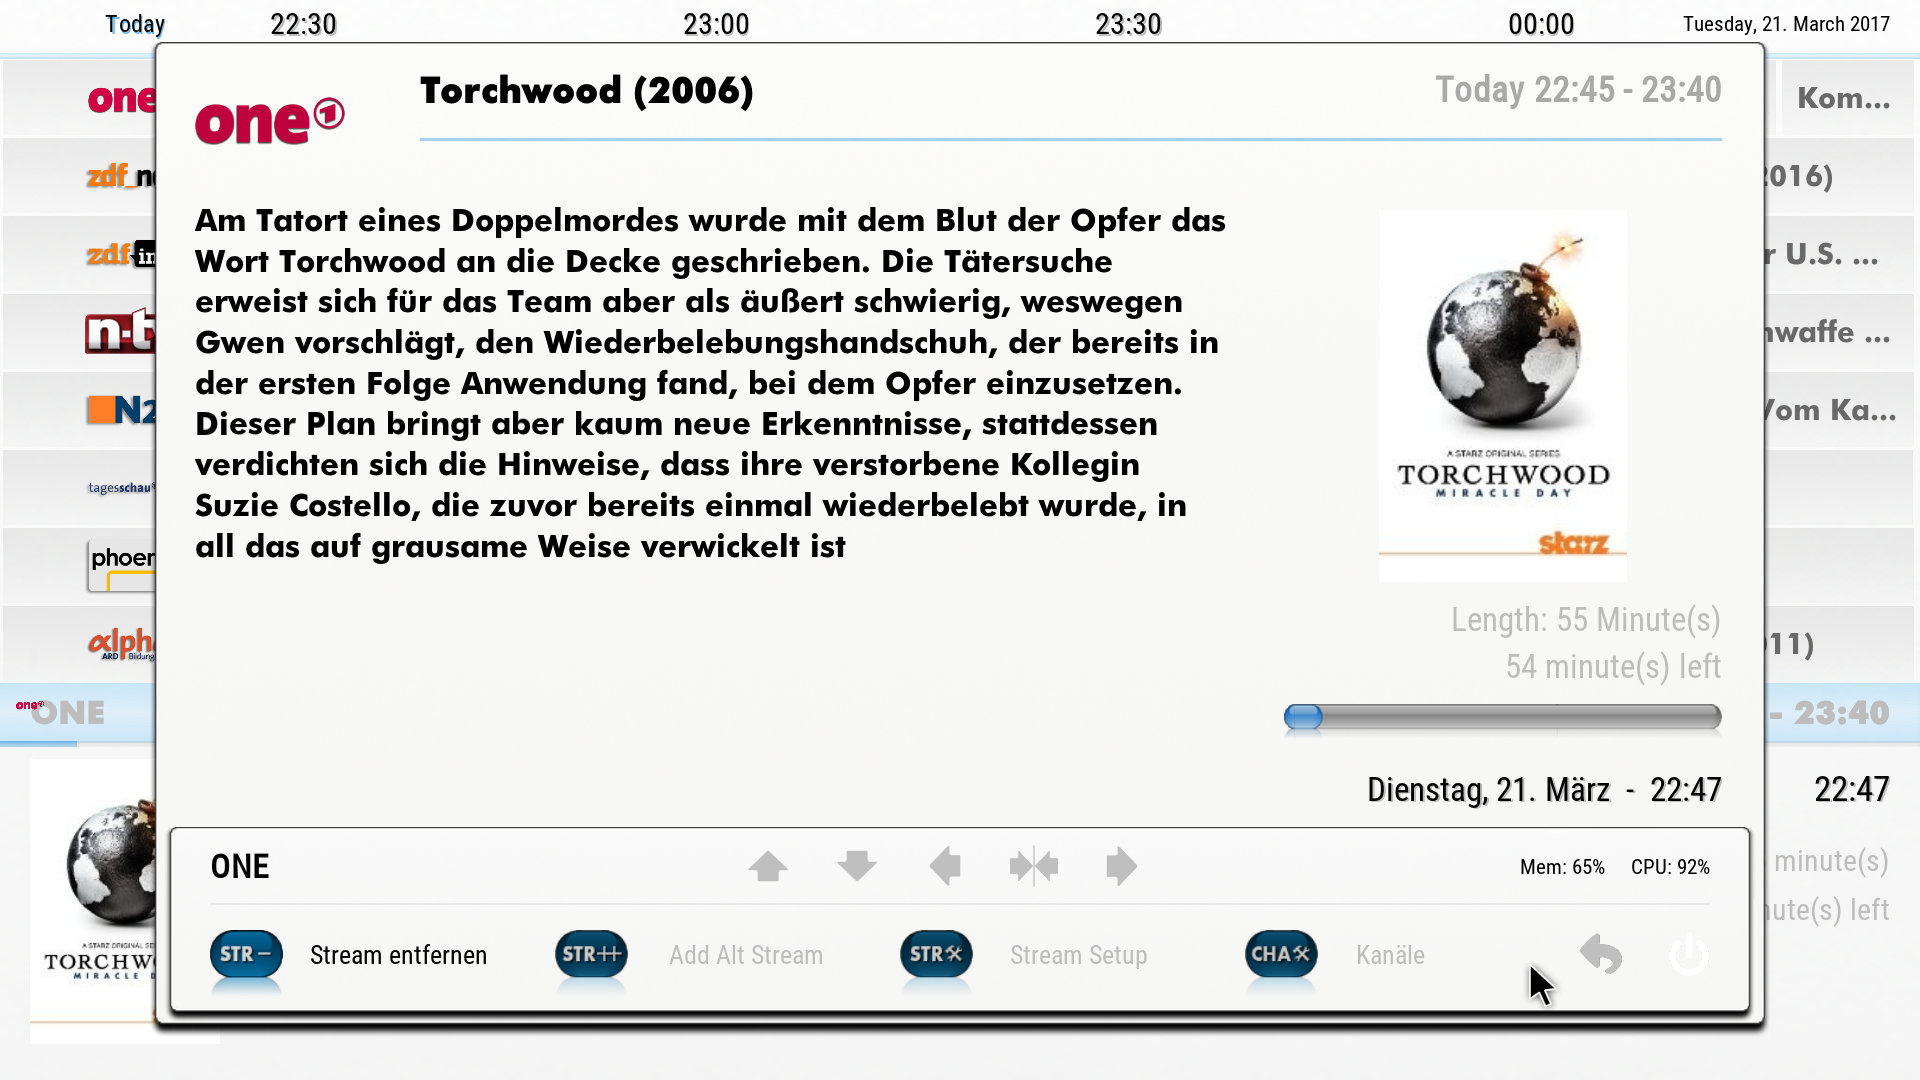 Today 22:30 23:00 23:30 00:00 Tuesday, 21. March 2017
one
zdf_n
zdf in
n-t
N2
tagesschau
phoen
alpha
ARD Bildung
Kom...
2016)
r U.S. ...
waffe ...
Vom Ka...
11)
one 1
Torchwood (2006)
Today 22:45 - 23:40
Am Tatort eines Doppelmordes wurde mit dem Blut der Opfer das
Wort Torchwood an die Decke geschrieben. Die Tätersuche
erweist sich für das Team aber als äußert schwierig, weswegen
Gwen vorschlägt, den Wiederbelebungshandschuh, der bereits in
der ersten Folge Anwendung fand, bei dem Opfer einzusetzen.
Dieser Plan bringt aber kaum neue Erkenntnisse, stattdessen
verdichten sich die Hinweise, dass ihre verstorbene Kollegin
Suzie Costello, die zuvor bereits einmal wiederbelebt wurde, in
all das auf grausame Weise verwickelt ist
A STARZ ORIGINAL SERIES
TORCHWOOD
MIRACLE DAY
starz
Length: 55 Minute(s)
54 minute(s) left
Dienstag, 21. März - 22:47
one ONE
- 23:40
22:47
minute(s)
nute(s) left
A STARZ ORIGINAL SE
TORCHW
MIRACLE D
ONE
Mem: 65% CPU: 92%
STR- Stream entfernen
STR++ Add Alt Stream
STR Stream Setup
CHA Kanäle